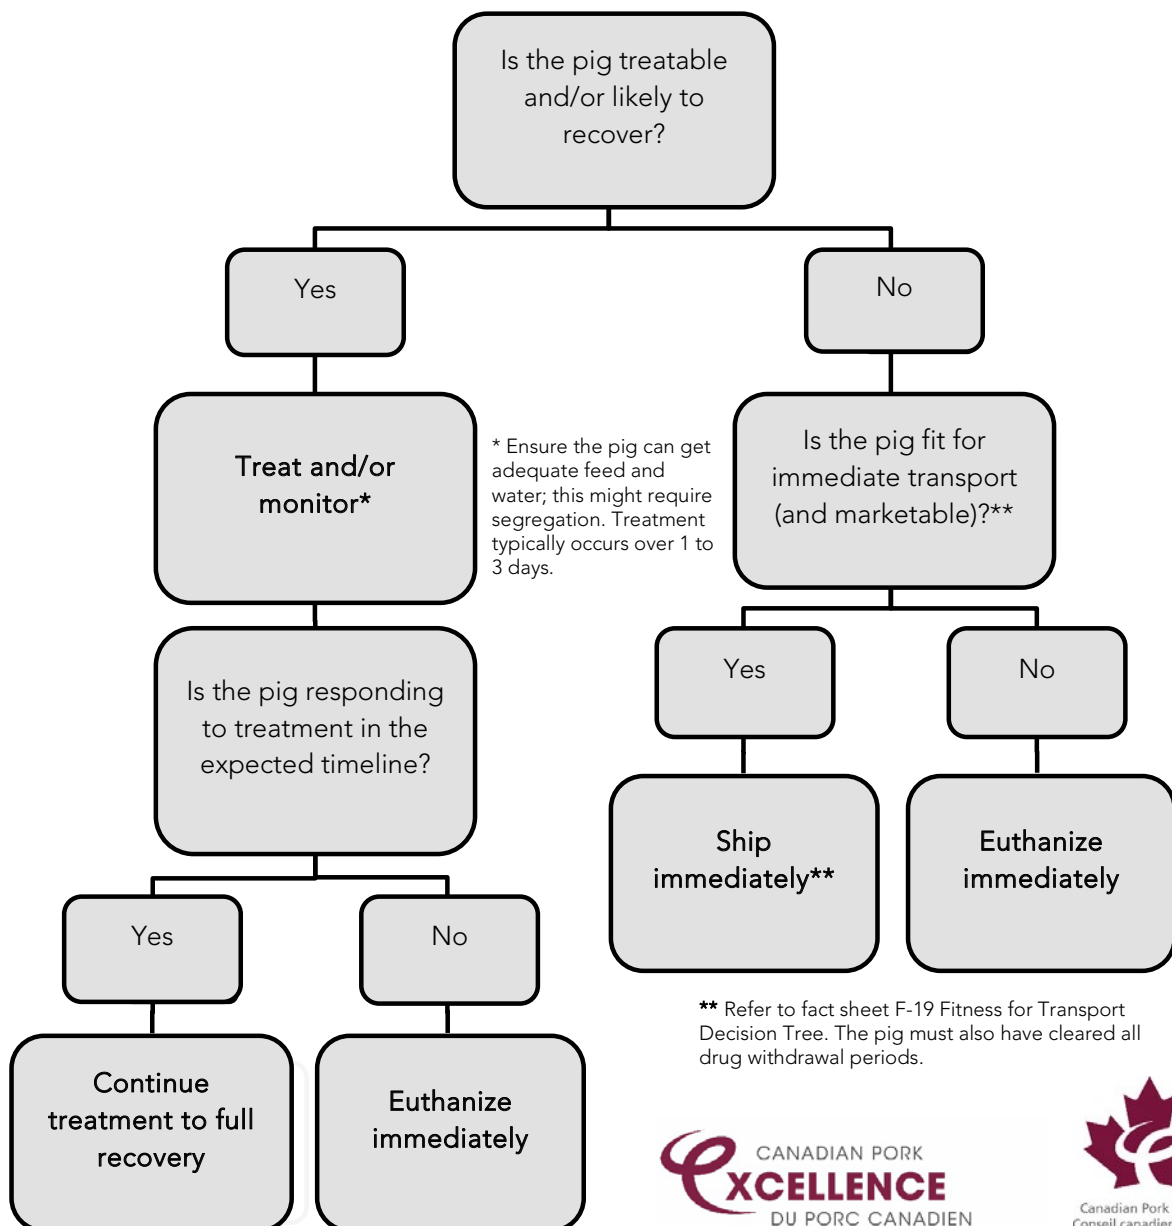 Is the pig treatable
and/or likely to
recover?
Yes
No
Treat and/or
monitor*
* Ensure the pig can get
adequate feed and
water; this might require
segregation. Treatment
typically occurs over 1 to
3 days.
Is the pig fit for
immediate transport
(and marketable)?**
Is the pig responding
to treatment in the
expected timeline?
Yes
No
Ship
immediately**
Euthanize
immediately
Yes
No
** Refer to fact sheet F-19 Fitness for Transport
Decision Tree. The pig must also have cleared all
drug withdrawal periods.
Continue
treatment to full
recovery
Euthanize
immediately
CANADIAN PORK
EXCELLENCE
DU PORC CANADIEN
Canadian Pork
Conseil canadien